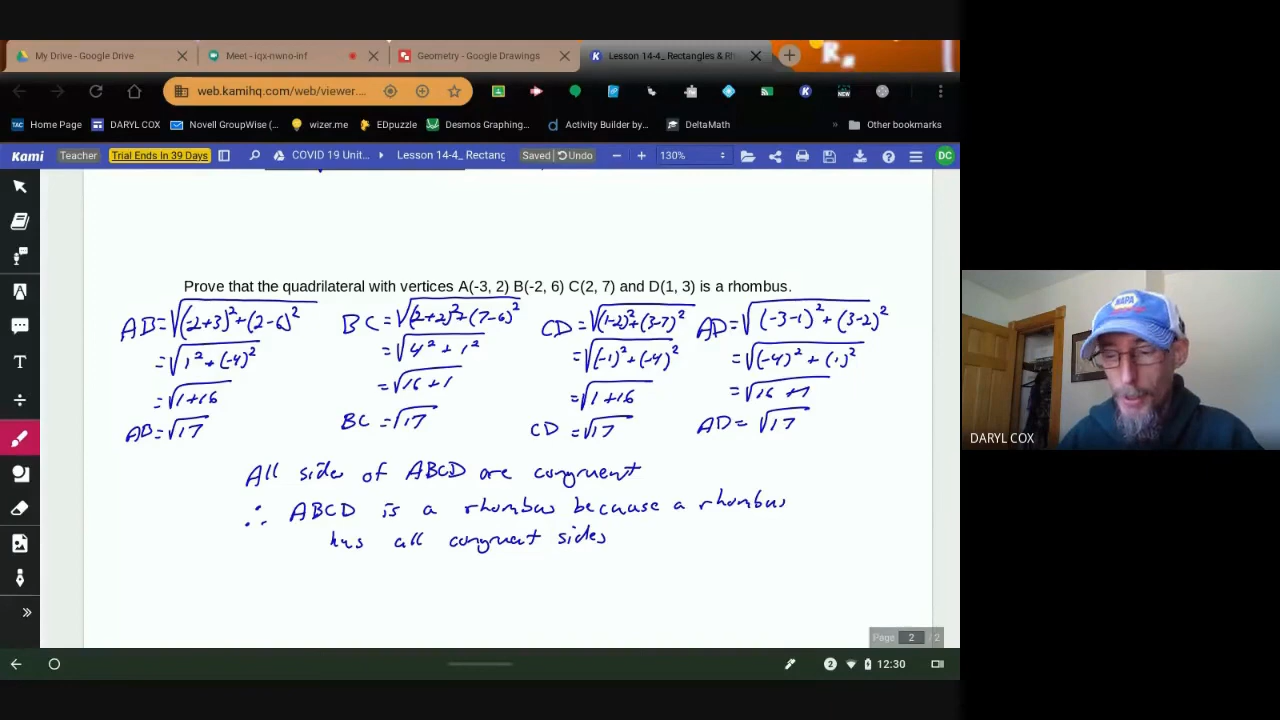 My Drive - Google Drive
Meet - iqx-nwno-inf
Geometry - Google Drawings
Lesson 14-4_ Rectangles & Rh
web.kamihq.com/web/viewer....
NEW
Home Page
DARYL COX
Novell GroupWise (...
wizer.me
EDpuzzle
Desmos Graphing...
Activity Builder by...
DeltaMath
Other bookmarks
Kami
Teacher
Trial Ends In 39 Days
COVID 19 Unit...
Lesson 14-4_ Rectang
Saved
Undo
130%
DC
Prove that the quadrilateral with vertices A(-3, 2) B(-2, 6) C(2, 7) and D(1, 3) is a rhombus.
AB=√(2+3)²+(2-6)² BC=√(2+2)²+(7-6)² CD=√(1-2)²+(3-7)² AD=√(-3-1)²+(3-2)²
=√1²+(-4)² =√4²+1² =√(-1)²+(-4)² =√(-4)²+(1)²
=√1+16 =√16+1 =√1+16 =√16+1
AB=√17 BC=√17 CD=√17 AD=√17
All side of ABCD are congruent
∴ ABCD is a rhombus because a rhombus
has all congruent sides
Page 2 / 2
2 12:30
NAPA
DARYL COX